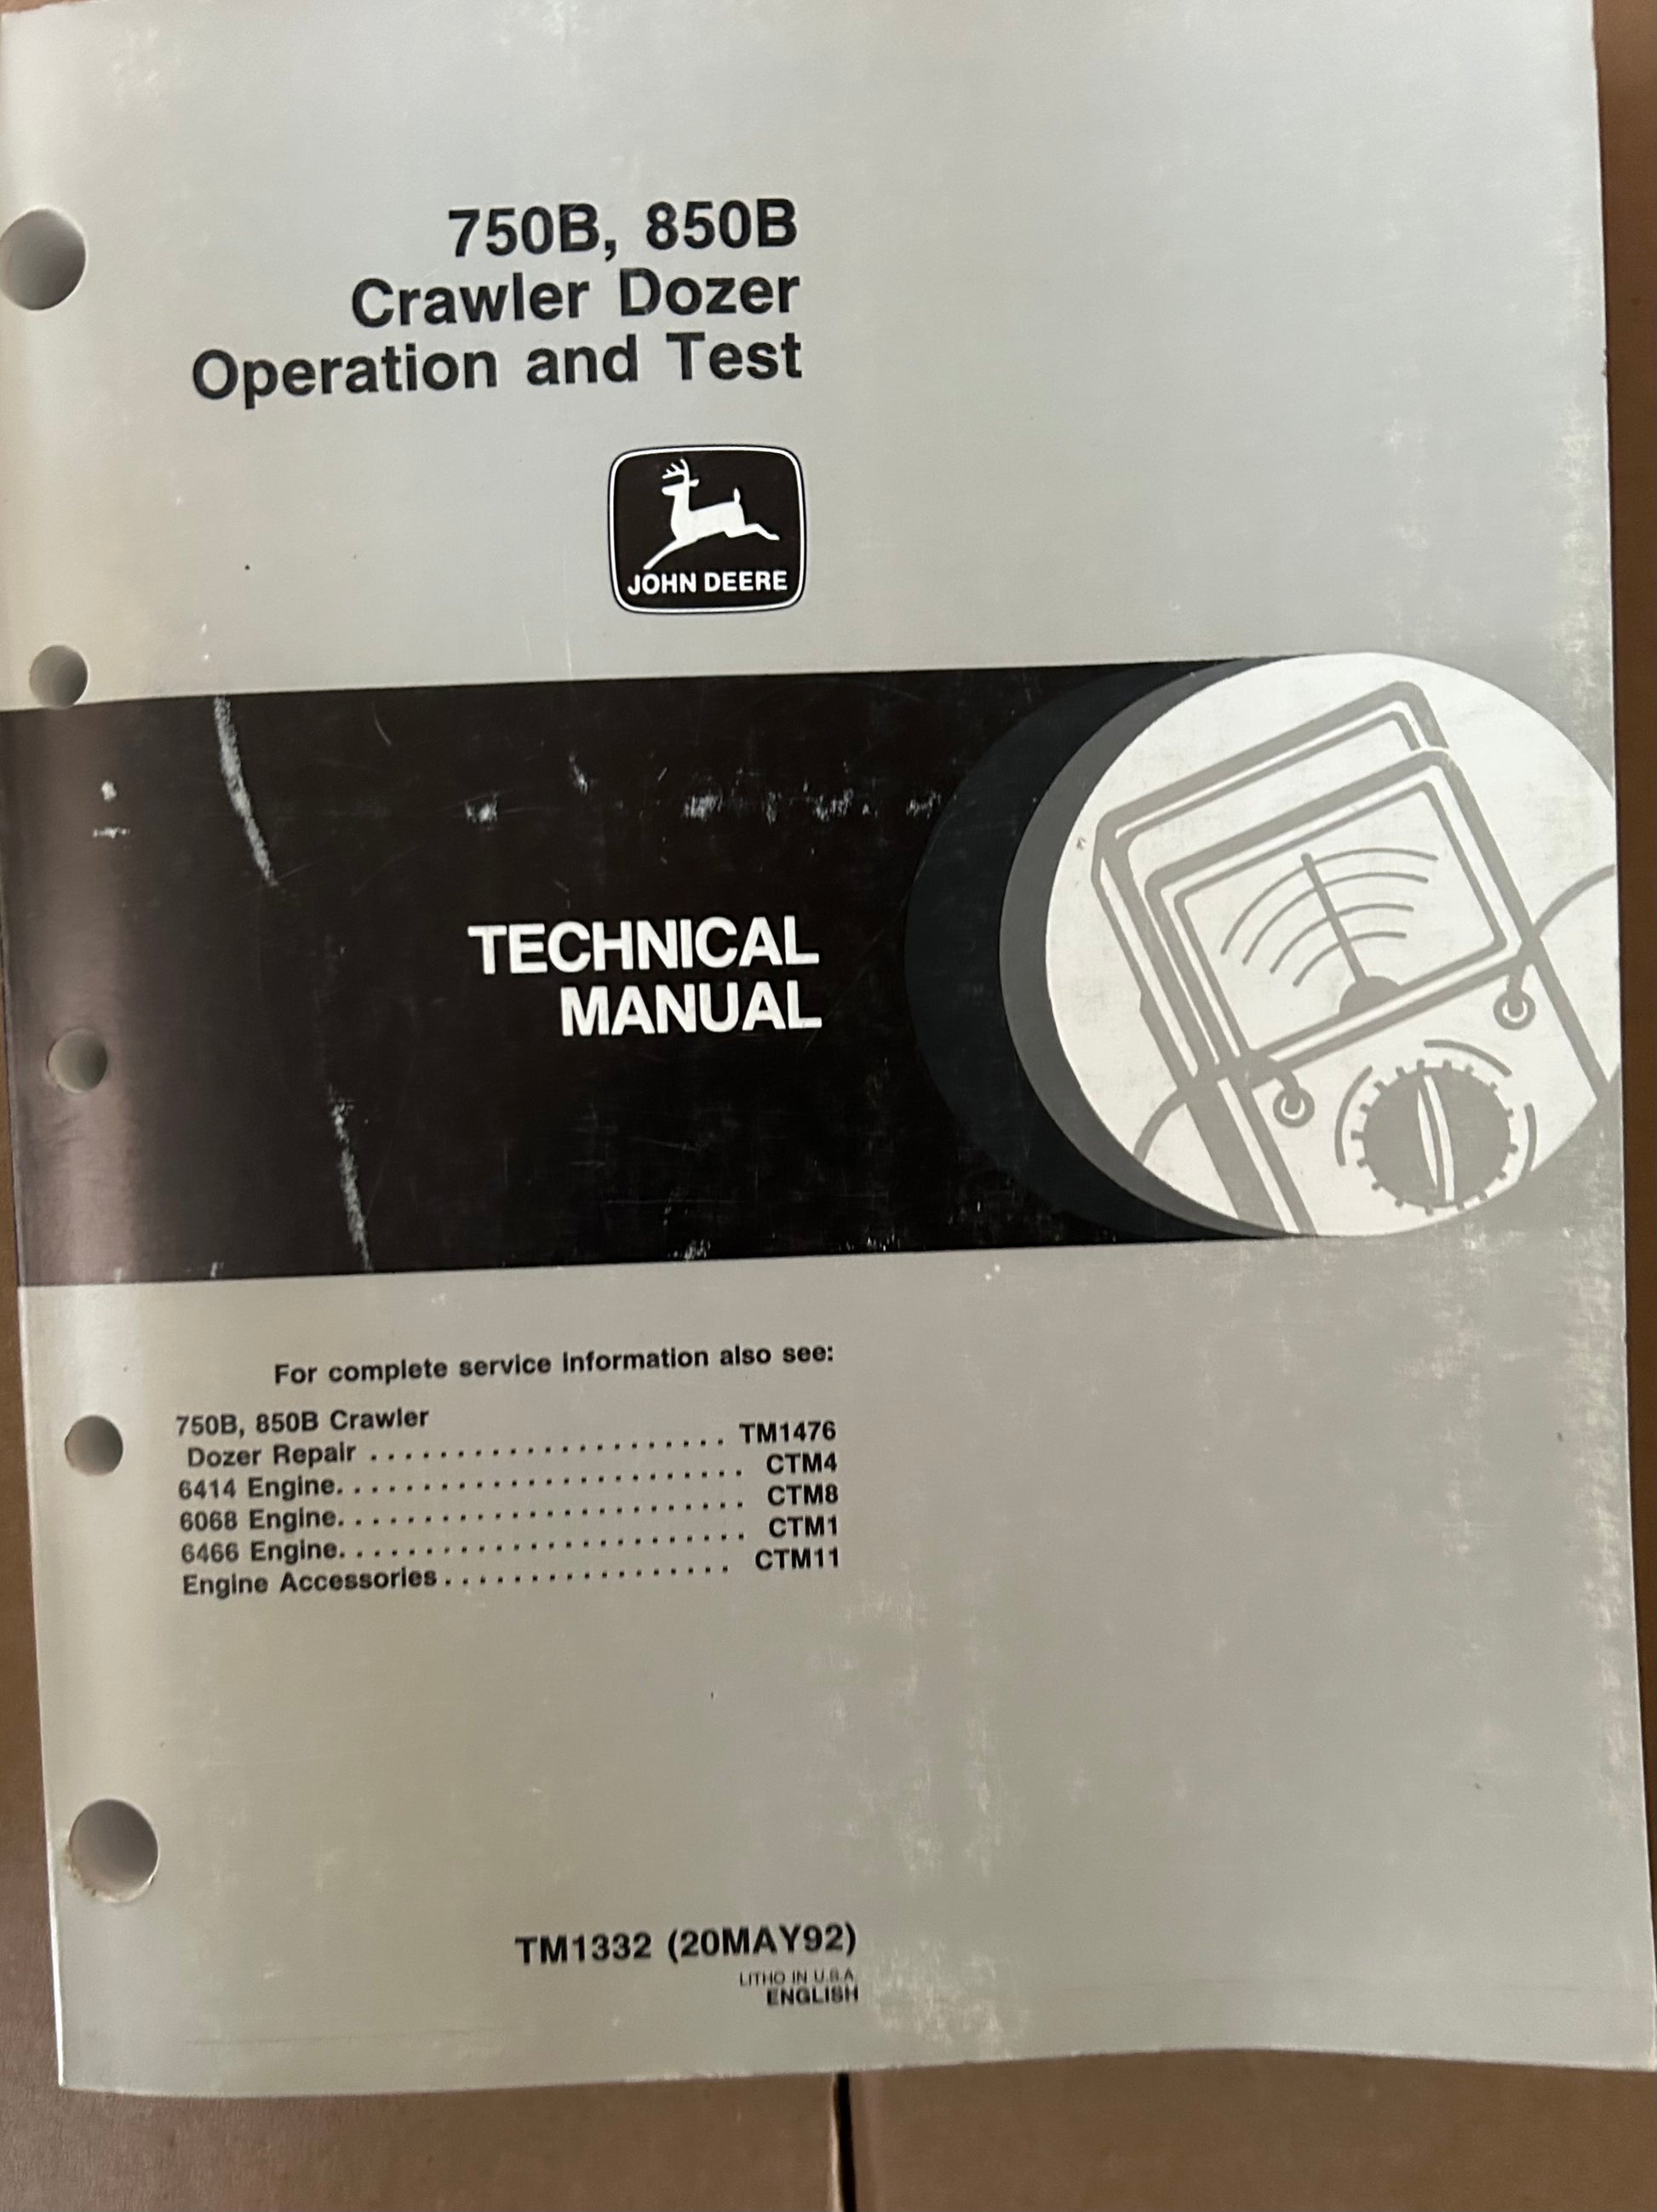 750B, 850B
Crawler Dozer
Operation and Test
JOHN DEERE
TECHNICAL
MANUAL
For complete service information also see:
750B, 850B Crawler
Dozer Repair . . . . . . . . . . . . . . . . . . . . . TM1476
6414 Engine. . . . . . . . . . . . . . . . . . . . . . . . CTM4
6068 Engine. . . . . . . . . . . . . . . . . . . . . . . . CTM8
6466 Engine. . . . . . . . . . . . . . . . . . . . . . . . CTM1
Engine Accessories . . . . . . . . . . . . . . . . . CTM11
TM1332 (20MAY92)
LITHO IN U.S.A.
ENGLISH